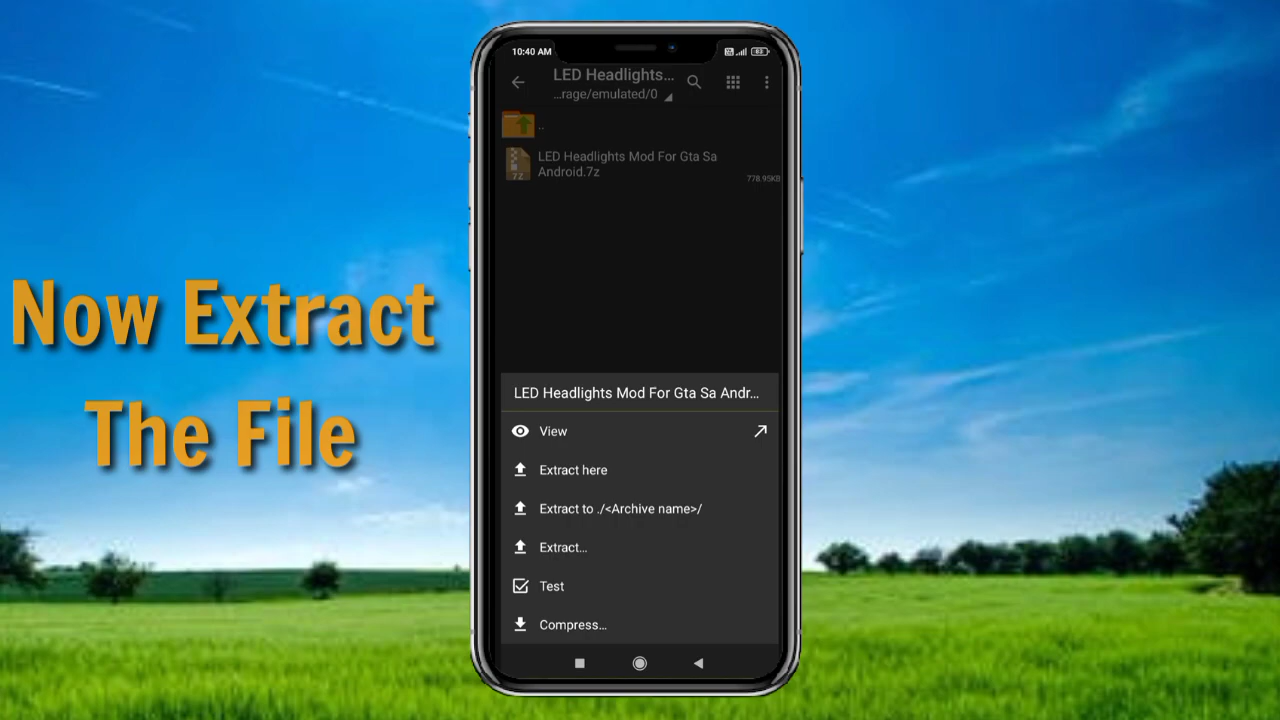 Now Extract
The File
10:40 AM
83
LED Headlights...
...rage/emulated/0
..
LED Headlights Mod For Gta Sa
Android.7z
7Z
778.95KB
LED Headlights Mod For Gta Sa Andr...
View
Extract here
Extract to ./<Archive name>/
Extract...
Test
Compress...